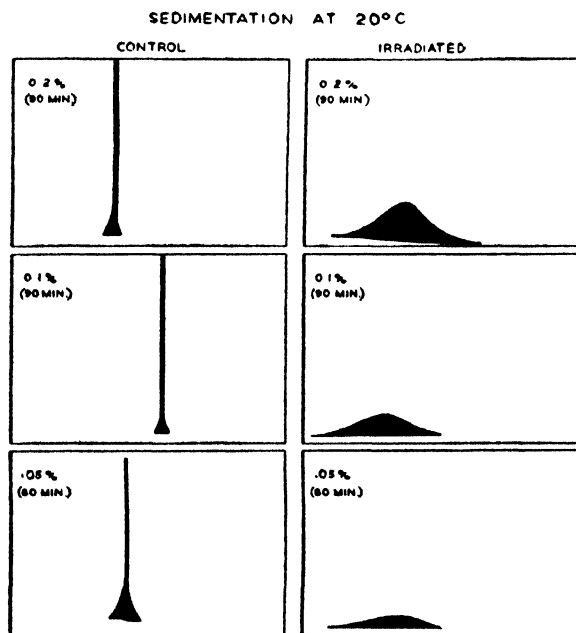 SEDIMENTATION AT 20°C
CONTROL
IRRADIATED
0.2%
(90 MIN)
0.2%
(90 MIN)
0.1%
(90 MIN.)
0.1%
(90 MIN.)
.05%
(60 MIN.)
.05%
(60 MIN.)